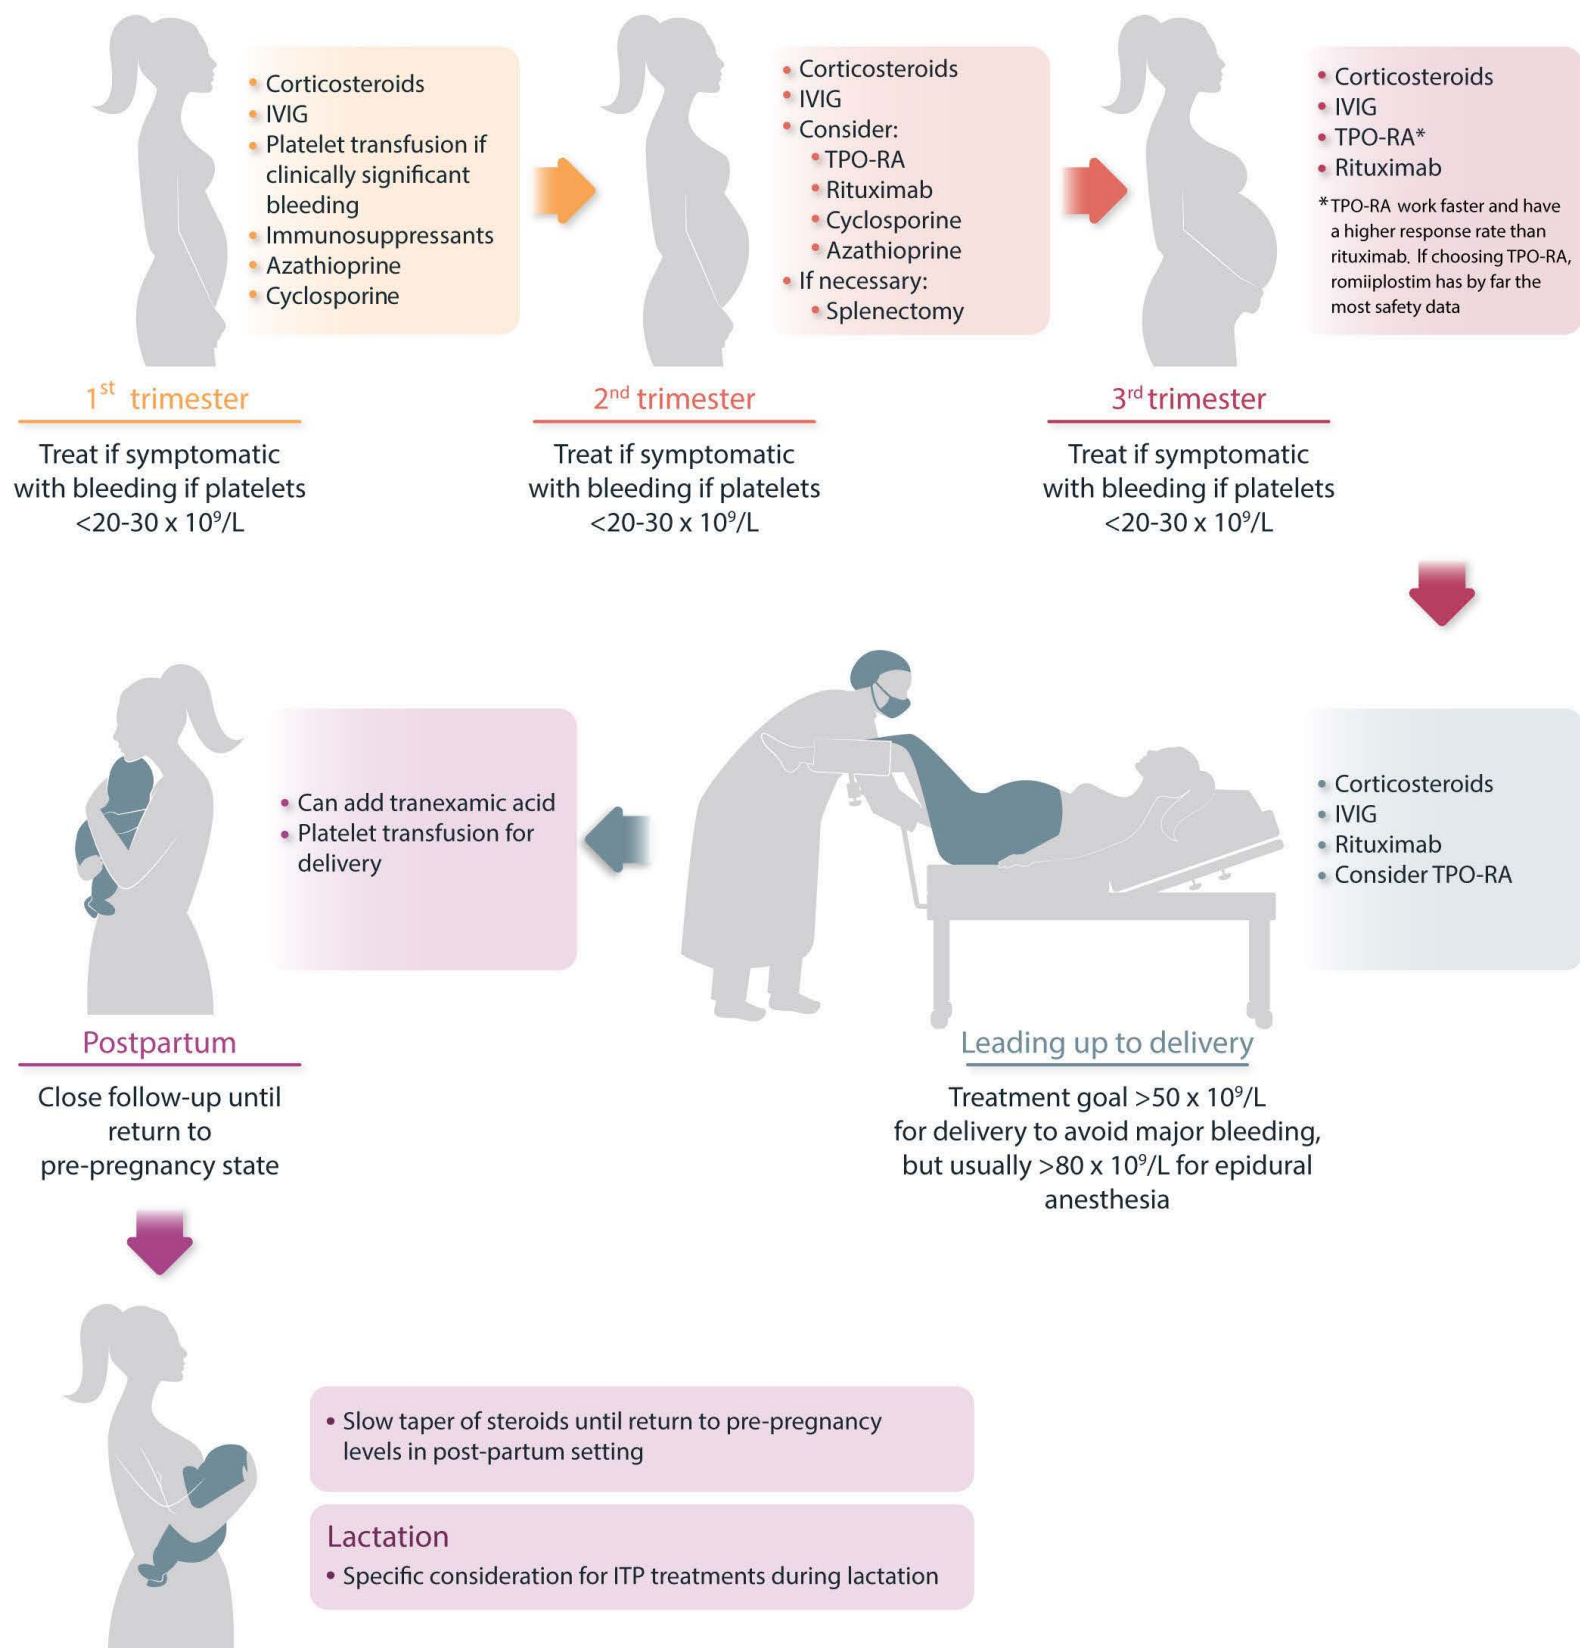 • Corticosteroids
• IVIG
• Platelet transfusion if
clinically significant
bleeding
• Immunosuppressants
• Azathioprine
• Cyclosporine
1st trimester
Treat if symptomatic
with bleeding if platelets
<20-30 x 10⁹/L
• Corticosteroids
• IVIG
• Consider:
• TPO-RA
• Rituximab
• Cyclosporine
• Azathioprine
• If necessary:
• Splenectomy
2nd trimester
Treat if symptomatic
with bleeding if platelets
<20-30 x 10⁹/L
• Corticosteroids
• IVIG
• TPO-RA*
• Rituximab
*TPO-RA work faster and have
a higher response rate than
rituximab. If choosing TPO-RA,
romiiplostim has by far the
most safety data
3rd trimester
Treat if symptomatic
with bleeding if platelets
<20-30 x 10⁹/L
• Corticosteroids
• IVIG
• Rituximab
• Consider TPO-RA
Leading up to delivery
Treatment goal >50 x 10⁹/L
for delivery to avoid major bleeding,
but usually >80 x 10⁹/L for epidural
anesthesia
• Can add tranexamic acid
• Platelet transfusion for
delivery
Postpartum
Close follow-up until
return to
pre-pregnancy state
• Slow taper of steroids until return to pre-pregnancy
levels in post-partum setting
Lactation
• Specific consideration for ITP treatments during lactation